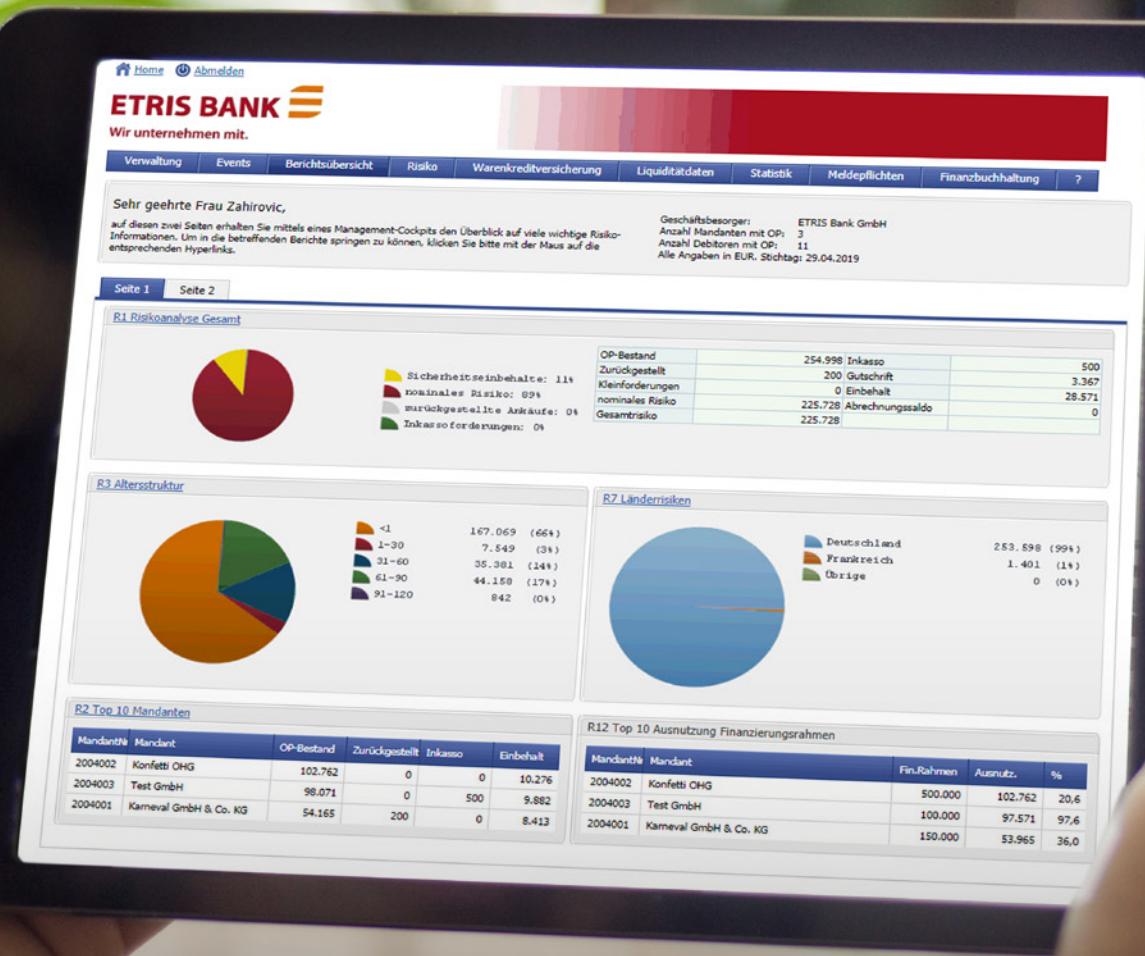 Home Abmelden
ETRIS BANK
Wir unternehmen mit.
Verwaltung Events Berichtsübersicht Risiko Warenkreditversicherung Liquiditätdaten Statistik Meldepflichten Finanzbuchhaltung ?
Sehr geehrte Frau Zahirovic,
auf diesen zwei Seiten erhalten Sie mittels eines Management-Cockpits den Überblick auf viele wichtige Risiko-
Informationen. Um in die betreffenden Berichte springen zu können, klicken Sie bitte mit der Maus auf die
entsprechenden Hyperlinks.
Geschäftsbesorger: ETRIS Bank GmbH
Anzahl Mandanten mit OP: 3
Anzahl Debitoren mit OP: 11
Alle Angaben in EUR. Stichtag: 29.04.2019
Seite 1 Seite 2
R1 Risikoanalyse Gesamt
Sicherheitseinbehalte: 11%
nominales Risiko: 89%
zurückgestellte Ankäufe: 0%
Inkassoforderungen: 0%
OP-Bestand 254.998 Inkasso 500
Zurückgestellt 200 Gutschrift 3.367
Kleinforderungen 0 Einbehalt 28.571
nominales Risiko 225.728 Abrechnungssaldo 0
Gesamtrisiko 225.728
R3 Altersstruktur
<1 167.069 (66%)
1-30 7.549 (3%)
31-60 35.381 (14%)
61-90 44.158 (17%)
91-120 842 (0%)
R7 Länderrisiken
Deutschland 253.598 (99%)
Frankreich 1.401 (1%)
Übrige 0 (0%)
R2 Top 10 Mandanten
MandantNr Mandant OP-Bestand Zurückgestellt Inkasso Einbehalt
2004002 Konfetti OHG 102.762 0 0 10.276
2004003 Test GmbH 98.071 0 500 9.882
2004001 Karneval GmbH & Co. KG 54.165 200 0 8.413
R12 Top 10 Ausnutzung Finanzierungsrahmen
MandantNr Mandant Fin.Rahmen Ausnutz. %
2004002 Konfetti OHG 500.000 102.762 20,6
2004003 Test GmbH 100.000 97.571 97,6
2004001 Karneval GmbH & Co. KG 150.000 53.965 36,0